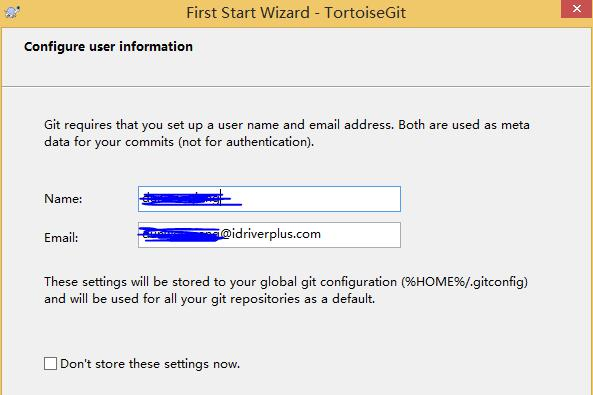 First Start Wizard - TortoiseGit
Configure user information
Git requires that you set up a user name and email address. Both are used as meta
data for your commits (not for authentication).
Name:
Email: @idriverplus.com
These settings will be stored to your global git configuration (%HOME%/.gitconfig)
and will be used for all your git repositories as a default.
Don't store these settings now.